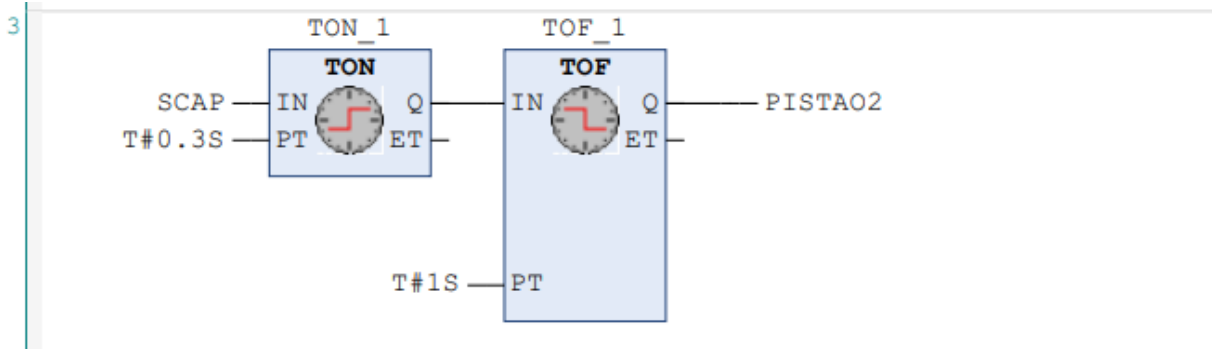 3
TON_1 TOF_1
TON TOF
SCAP IN Q IN Q PISTAO2
T#0.3S PT ET ET
T#1S PT